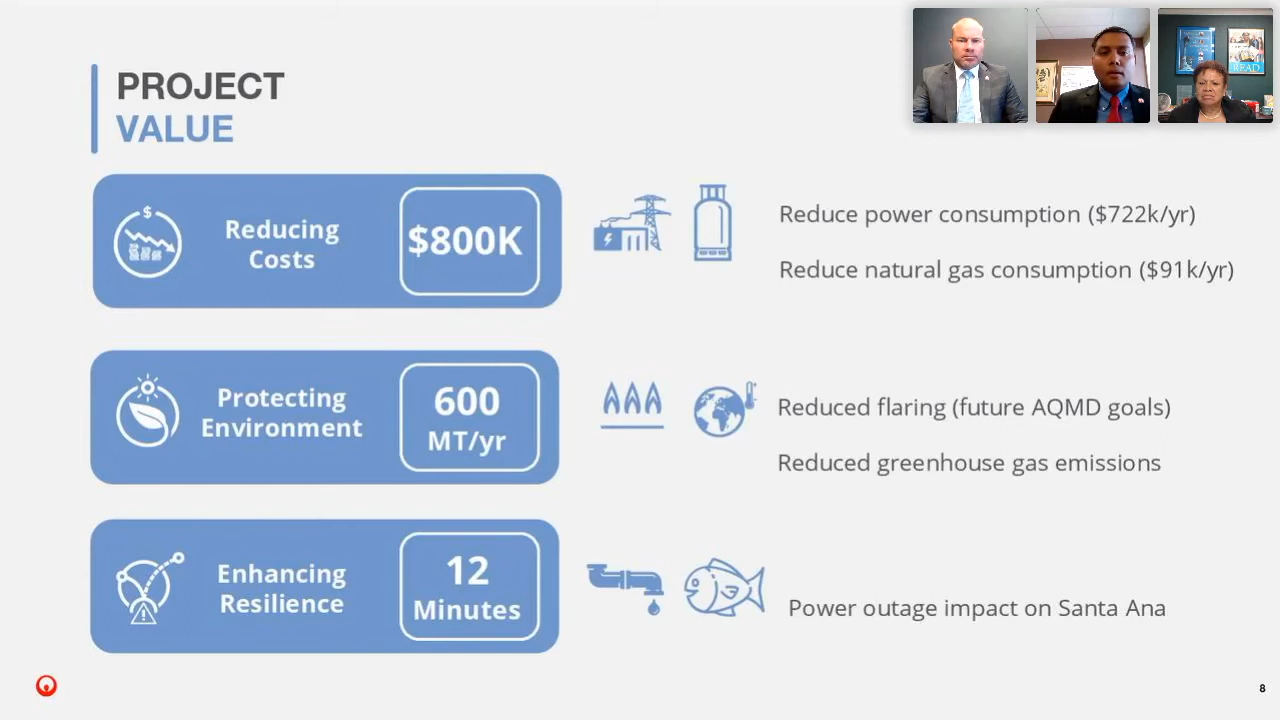 PROJECT
VALUE
READ
$
Reducing
Costs
$800K
Reduce power consumption ($722k/yr)
Reduce natural gas consumption ($91k/yr)
Protecting
Environment
600
MT/yr
Reduced flaring (future AQMD goals)
Reduced greenhouse gas emissions
Enhancing
Resilience
12
Minutes
Power outage impact on Santa Ana
8